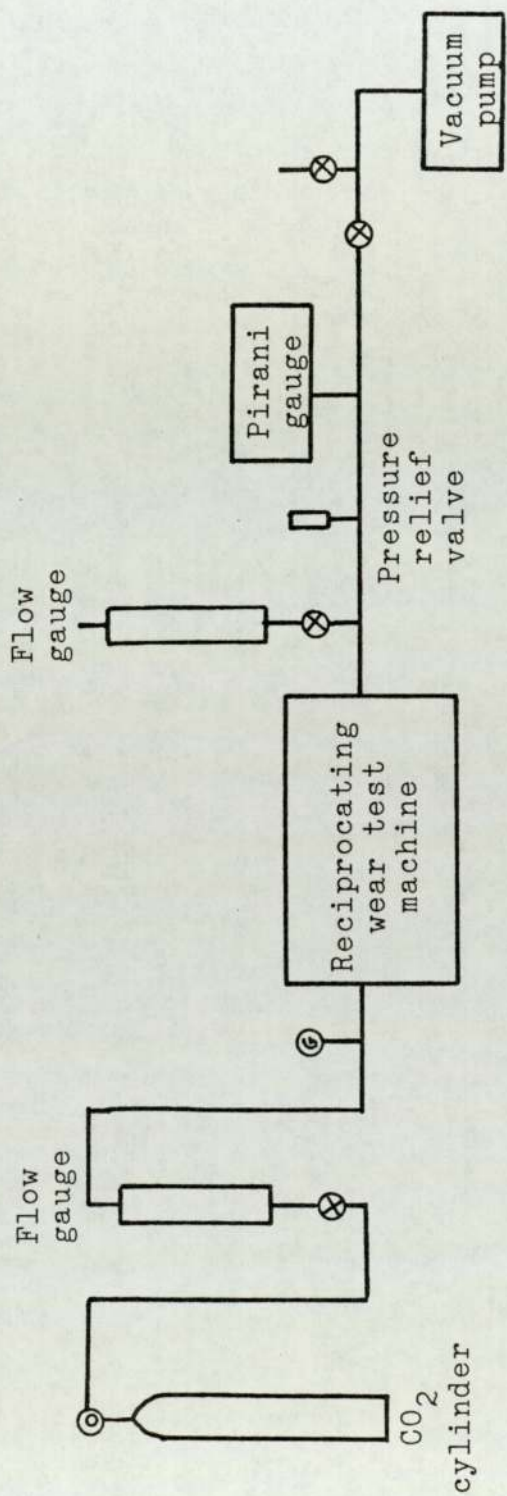 CO2
cylinder
Flow
gauge
G
Reciprocating
wear test
machine
Flow
gauge
Pressure
relief
valve
Pirani
gauge
Vacuum
pump